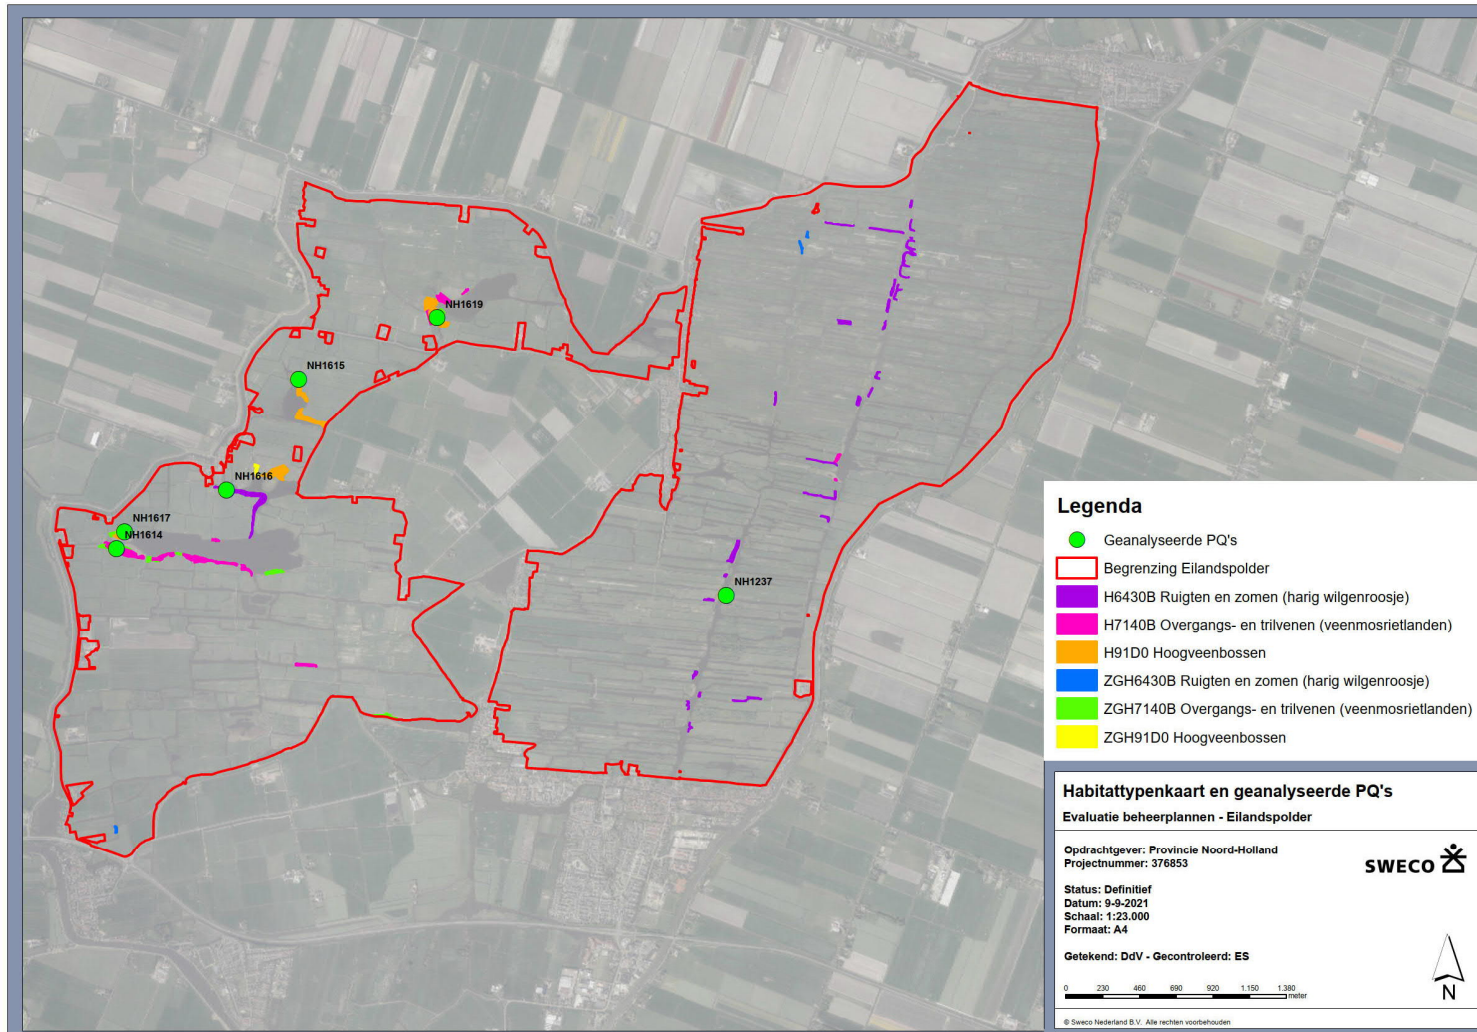 NH1619
NH1615
NH1616
NH1617
NH1614
NH1237
Legenda
Geanalyseerde PQ's
Begrenzing Eilandspolder
H6430B Ruigten en zomen (harig wilgenroosje)
H7140B Overgangs- en trilvenen (veenmosrietlanden)
H91D0 Hoogveenbossen
ZGH6430B Ruigten en zomen (harig wilgenroosje)
ZGH7140B Overgangs- en trilvenen (veenmosrietlanden)
ZGH91D0 Hoogveenbossen
Habitattypenkaart en geanalyseerde PQ's
Evaluatie beheerplannen - Eilandspolder
Opdrachtgever: Provincie Noord-Holland
Projectnummer: 376853
SWECO
Status: Definitief
Datum: 9-9-2021
Schaal: 1:23.000
Formaat: A4
Getekend: DdV - Gecontroleerd: ES
0 230 460 690 920 1.150 1.380
meter
N
© Sweco Nederland B.V. Alle rechten voorbehouden